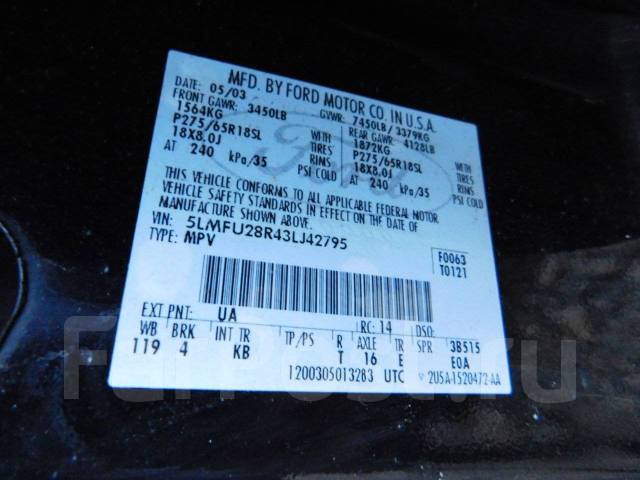 MFD. BY FORD MOTOR CO. IN U.S.A.
DATE: 05/03 GVWR: 7450LB/ 3379KG
FRONT GAWR: 3450LB REAR GAWR: 4128LB
1564KG WITH 1872KG WITH
P275/65R18SL TIRES P275/65R18SL TIRES
18X8.0J RIMS 18X8.0J RIMS
AT 240 kPa/35 PSI COLD AT 240 kPa/35 PSI COLD
THIS VEHICLE CONFORMS TO ALL APPLICABLE FEDERAL MOTOR
VEHICLE SAFETY STANDARDS IN EFFECT ON THE DATE OF
MANUFACTURE SHOWN ABOVE.
VIN: 5LMFU28R43LJ42795
TYPE: MPV
F0063
T0121
EXT PNT: UA RC: 14 DSO:
WB BRK INT TR TP/PS R AXLE TR SPR 3B515
119 4 KB T 16 E E0A
1200305013283 UTC 2U5A-1520472-AA
Ford